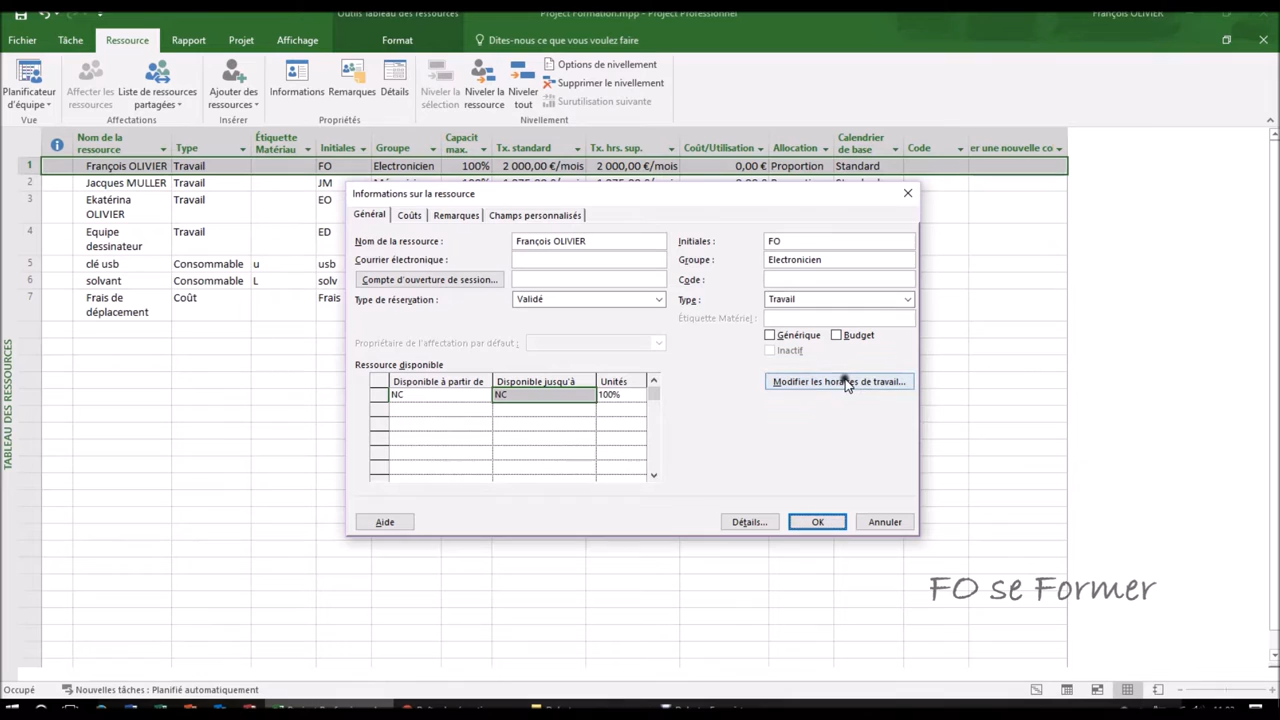 Outils Tableau des ressources
Project Formation.mpp - Project Professionnel
François OLIVIER
Fichier Tâche Ressource Rapport Projet Affichage Format Dites-nous ce que vous voulez faire
Planificateur d'équipe
Affecter les ressources
Liste de ressources partagées
Ajouter des ressources
Informations
Remarques
Détails
Niveler la sélection
Niveler la ressource
Niveler tout
Options de nivellement
Supprimer le nivellement
Surutilisation suivante
Vue Affectations Insérer Propriétés Nivellement
Nom de la ressource Type Étiquette Matériau Initiales Groupe Capacit max. Tx. standard Tx. hrs. sup. Coût/Utilisation Allocation Calendrier de base Code er une nouvelle co
1 François OLIVIER Travail FO Electronicien 100% 2 000,00 €/mois 2 000,00 €/mois 0,00 € Proportion Standard
2 Jacques MULLER Travail JM
3 Ekatérina OLIVIER Travail EO
4 Equipe dessinateur Travail ED
5 clé usb Consommable u usb
6 solvant Consommable L solv
7 Frais de déplacement Coût Frais
TABLEAU DES RESSOURCES
Informations sur la ressource
Général Coûts Remarques Champs personnalisés
Nom de la ressource : François OLIVIER Initiales : FO
Courrier électronique : Groupe : Electronicien
Compte d'ouverture de session... Code :
Type de réservation : Validé Type : Travail
Étiquette Matériel :
Générique Budget
Propriétaire de l'affectation par défaut : Inactif
Ressource disponible
Disponible à partir de Disponible jusqu'à Unités
NC NC 100%
Modifier les horaires de travail...
Aide Détails... OK Annuler
FO se Former
Occupé Nouvelles tâches : Planifié automatiquement